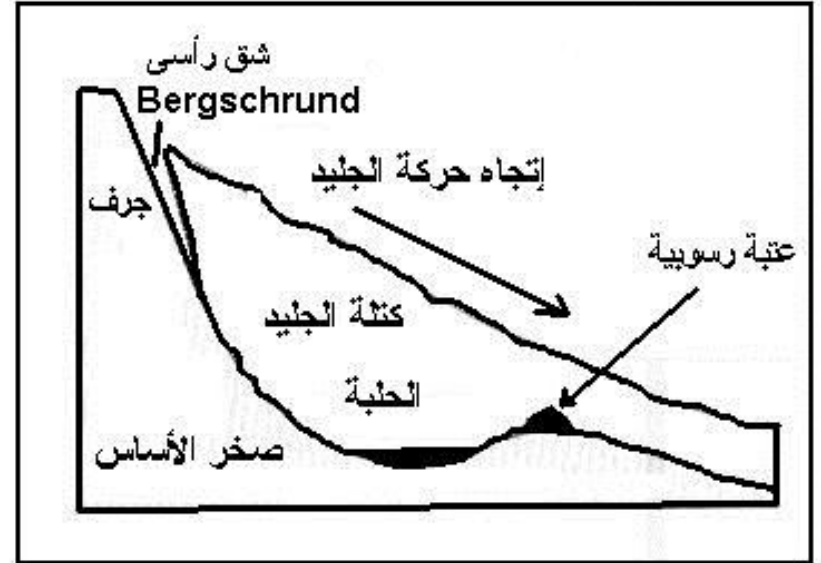 شق رأسى
Bergschrund
إتجاه حركة الجليد
جرف
عتبة رسوبية
كتلة الجليد
الحلبة
صخر الأساس